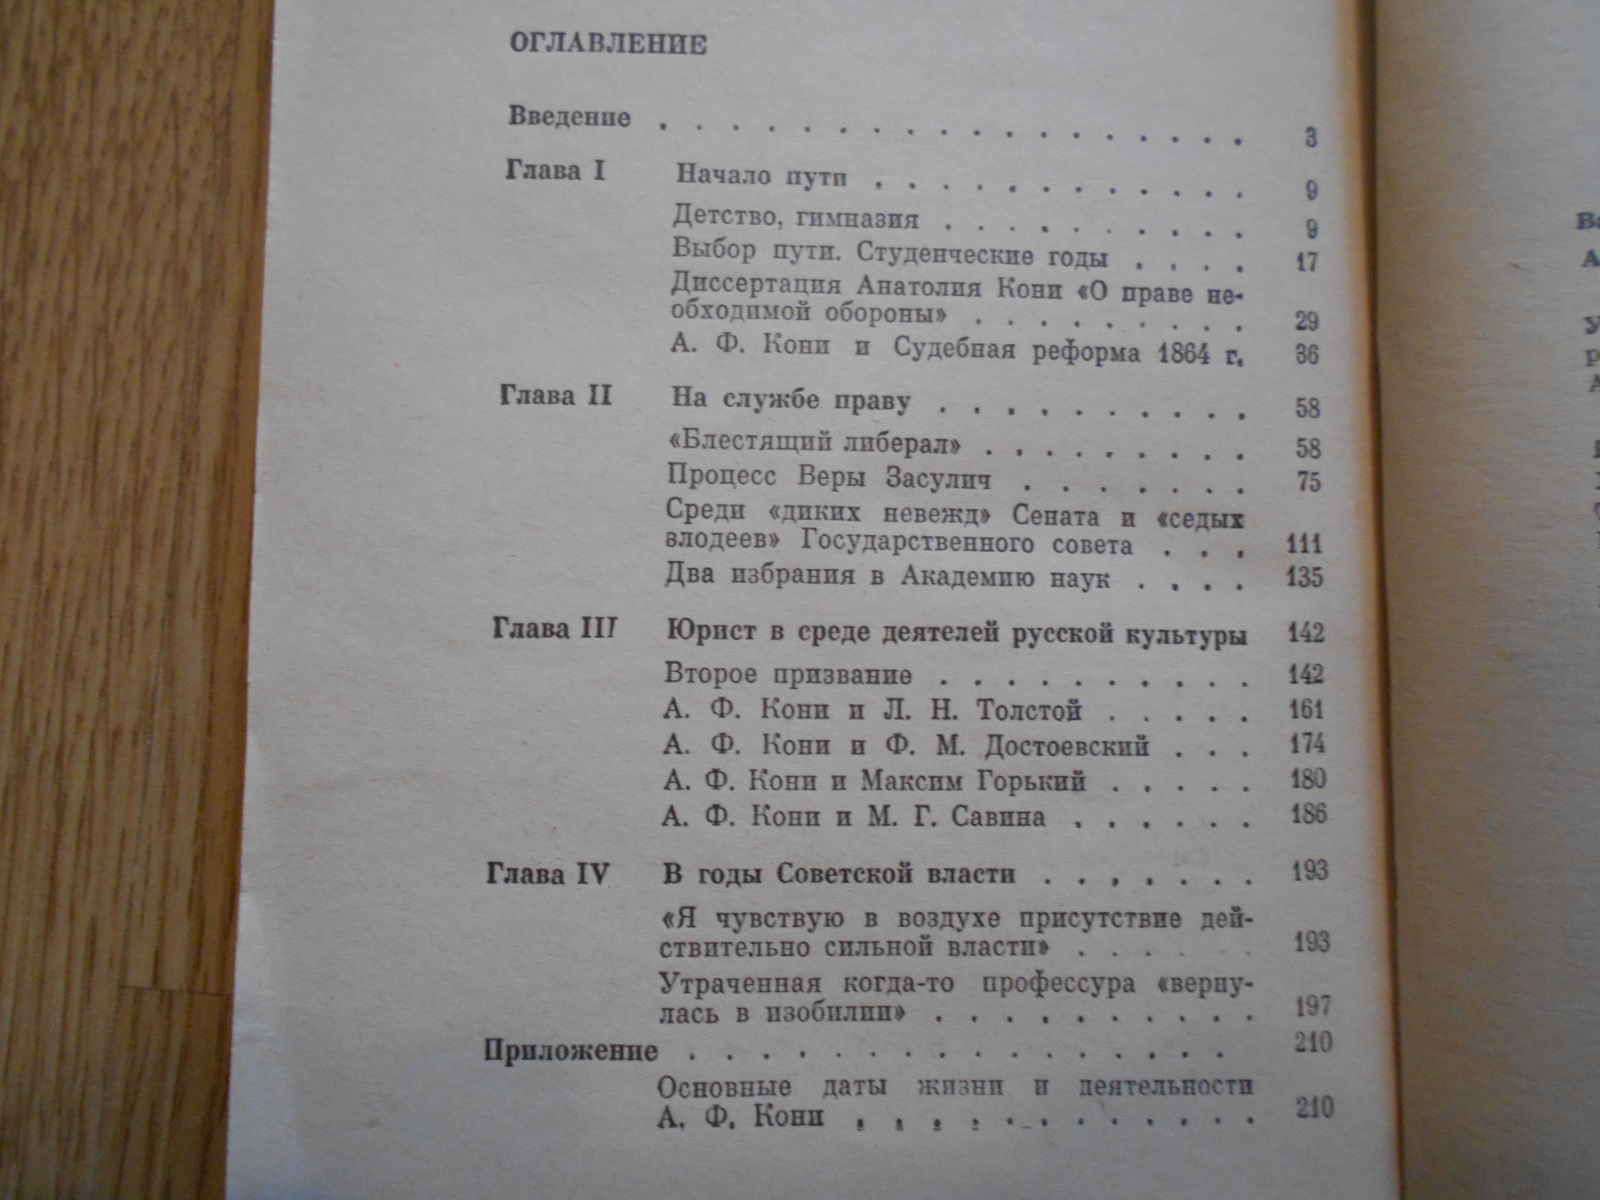 ОГЛАВЛЕНИЕ
Введение . . . . . . . . . . . . . . . . . . 3
Глава I Начало пути . . . . . . . . . . . . 9
Детство, гимназия . . . . . . . . . . 9
Выбор пути. Студенческие годы . . . . 17
Диссертация Анатолия Кони «О праве не-
обходимой обороны» . . . . . . . . . 29
А. Ф. Кони и Судебная реформа 1864 г. 36
Глава II На службе праву . . . . . . . . . . 58
«Блестящий либерал» . . . . . . . . . 58
Процесс Веры Засулич . . . . . . . 75
Среди «диких невежд» Сената и «седых
злодеев» Государственного совета . . . 111
Два избрания в Академию наук . . . . 135
Глава III Юрист в среде деятелей русской культуры 142
Второе призвание . . . . . . . . . . 142
А. Ф. Кони и Л. Н. Толстой . . . . . 161
А. Ф. Кони и Ф. М. Достоевский . . . 174
А. Ф. Кони и Максим Горький . . . . . 180
А. Ф. Кони и М. Г. Савина . . . . . . 186
Глава IV В годы Советской власти . . . . . . . 193
«Я чувствую в воздухе присутствие дей-
ствительно сильной власти» . . . . . . 193
Утраченная когда-то профессура «верну-
лась в изобилии» . . . . . . . . . . 197
Приложение . . . . . . . . . . . . . . . . 210
Основные даты жизни и деятельности
А. Ф. Кони . . . . . . . . . . . . 210